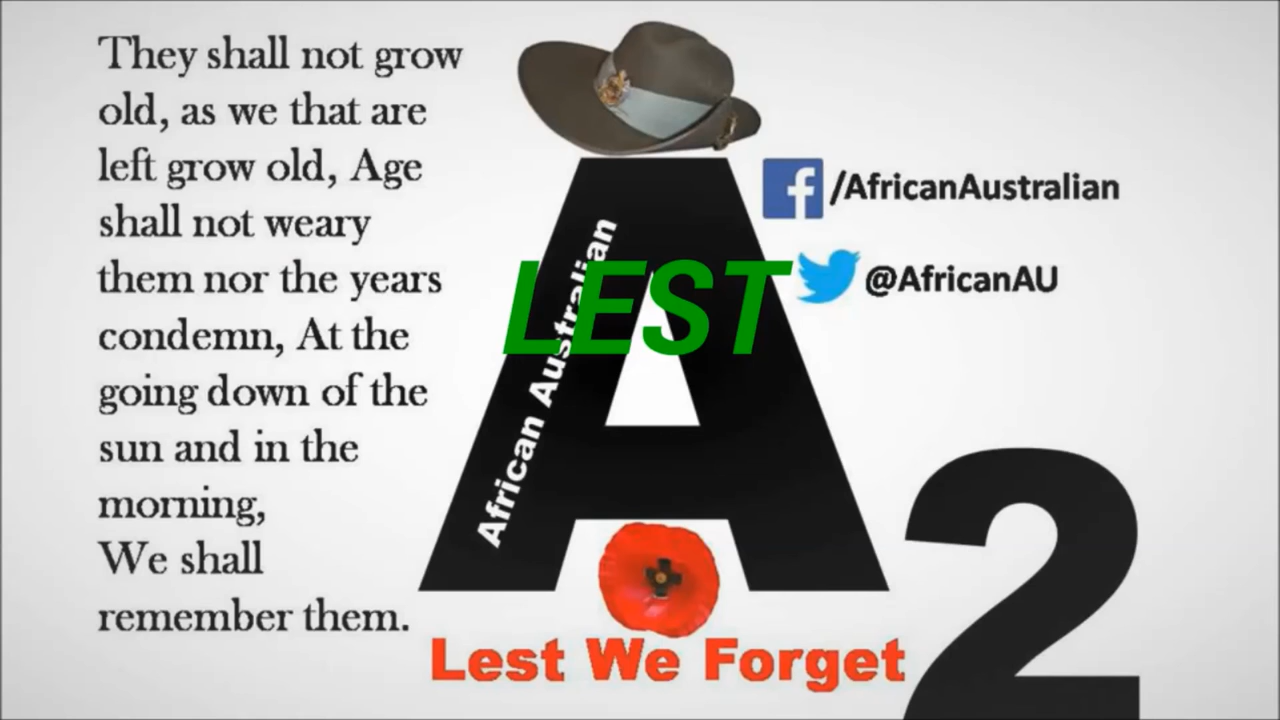 They shall not grow
old, as we that are
left grow old, Age
shall not weary
them nor the years
condemn, At the
going down of the
sun and in the
morning,
We shall
remember them.
A
African Australian
LEST
/AfricanAustralian
@AfricanAU
2
Lest We Forget